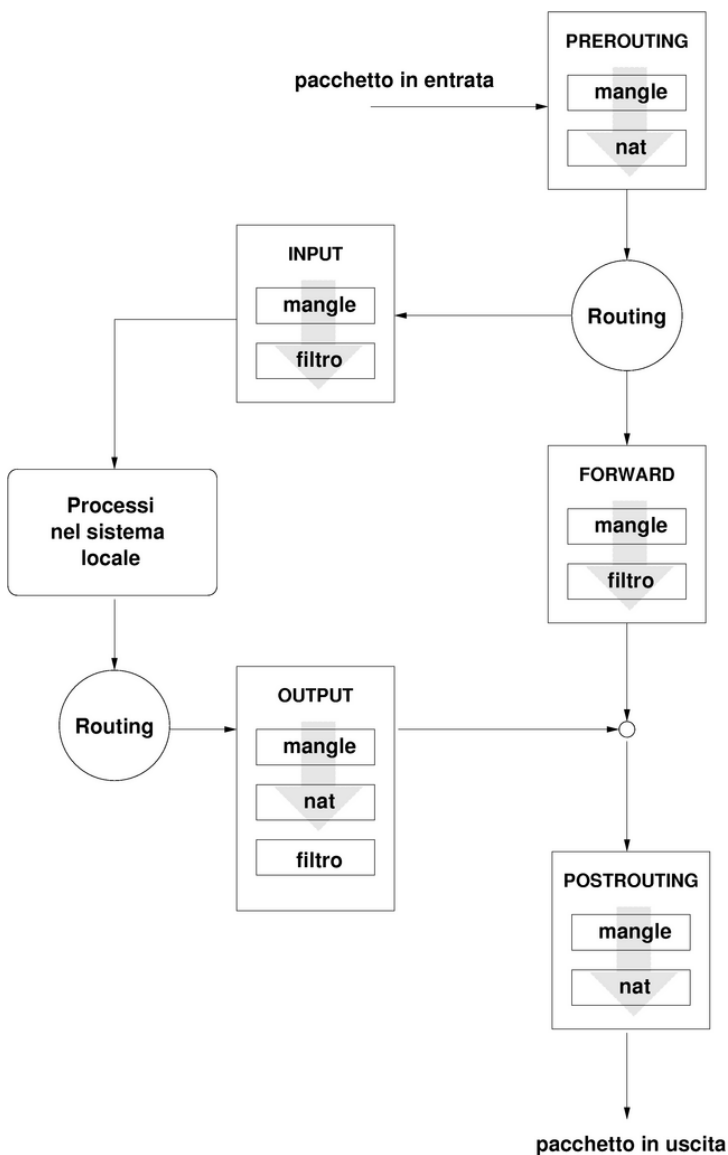 PREROUTING
pacchetto in entrata
mangle
nat
INPUT
mangle
filtro
Routing
Processi
nel sistema
locale
FORWARD
mangle
filtro
Routing
OUTPUT
mangle
nat
filtro
POSTROUTING
mangle
nat
pacchetto in uscita